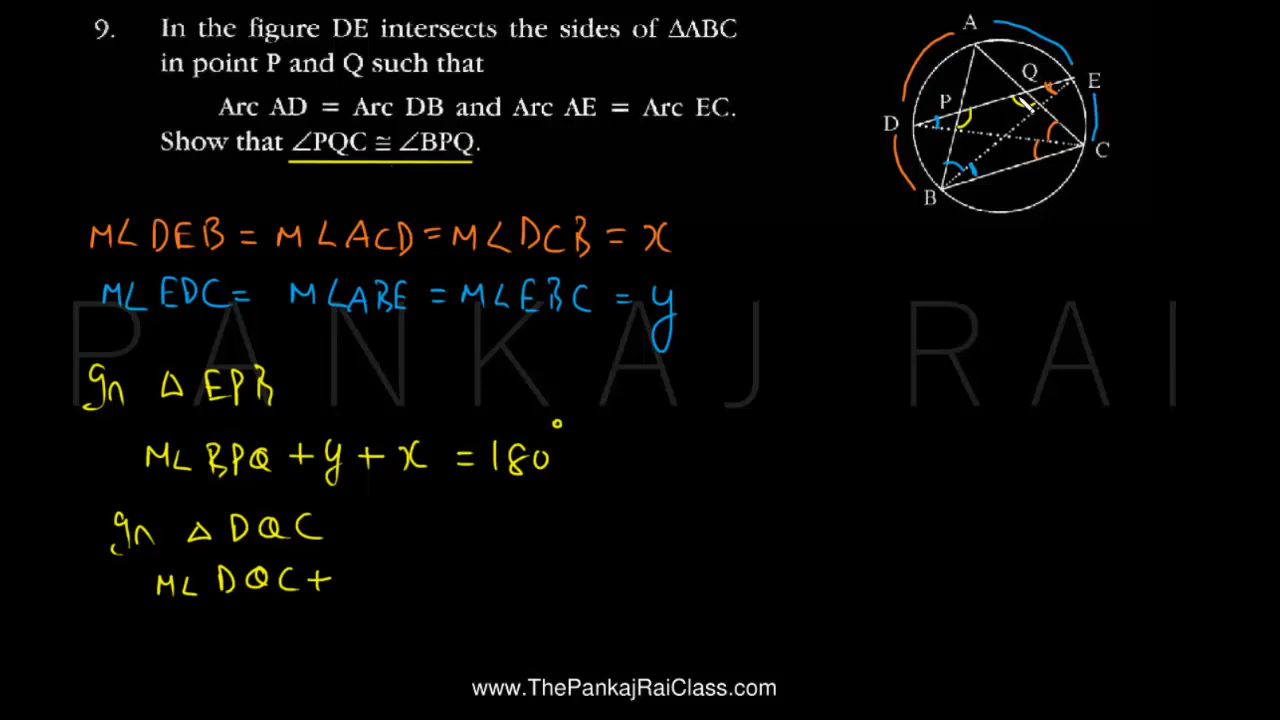 9. In the figure DE intersects the sides of ΔABC
in point P and Q such that
Arc AD = Arc DB and Arc AE = Arc EC.
Show that ∠PQC ≅ ∠BPQ.
A
Q
E
P
D
C
B
M∠ DEB = M∠ACD = M∠DCB = x
M∠ EDC = M∠ABE = M∠EBC = y
PANKAJ RAI
In Δ EPB
M∠ BPQ + y + x = 180°
In Δ DQC
M∠ DQC +
www.ThePankajRaiClass.com